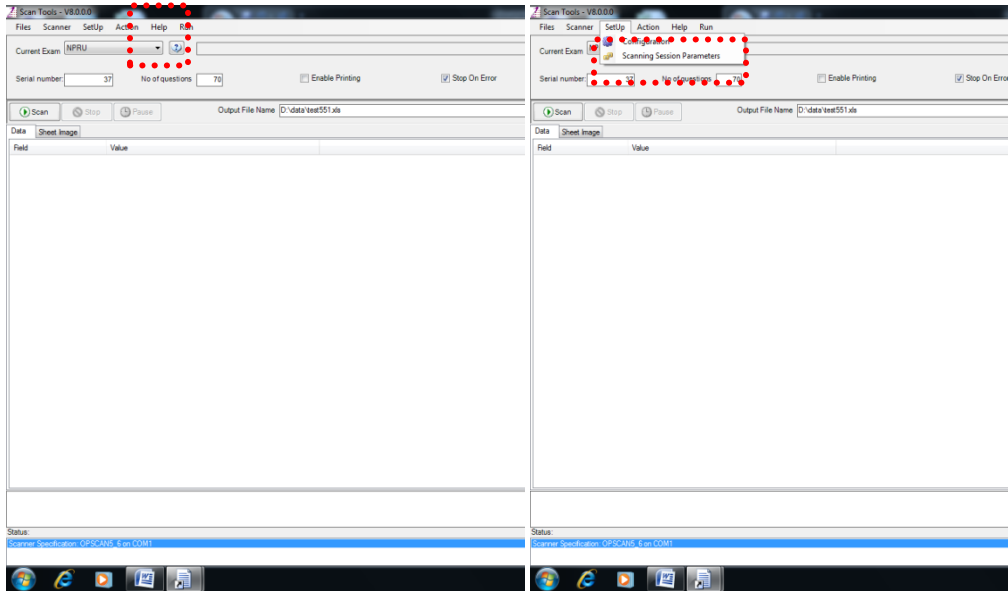 Scan Tools - V8.0.0.0
Files Scanner SetUp Action Help Run
Current Exam NPRU
Serial number: 37 No of questions 70 Enable Printing Stop On Error
Scan Stop Pause Output File Name D:\data\test551.xls
Data Sheet Image
Field Value
Status:
Scanner Specification: OPSCAN5_6 on COM1
Scan Tools - V8.0.0.0
Files Scanner SetUp Action Help Run
Configuration
Current Exam NP
Scanning Session Parameters
Serial number: 37 No of questions 70 Enable Printing Stop On Error
Scan Stop Pause Output File Name D:\data\test551.xls
Data Sheet Image
Field Value
Status:
Scanner Specification: OPSCAN5_6 on COM1